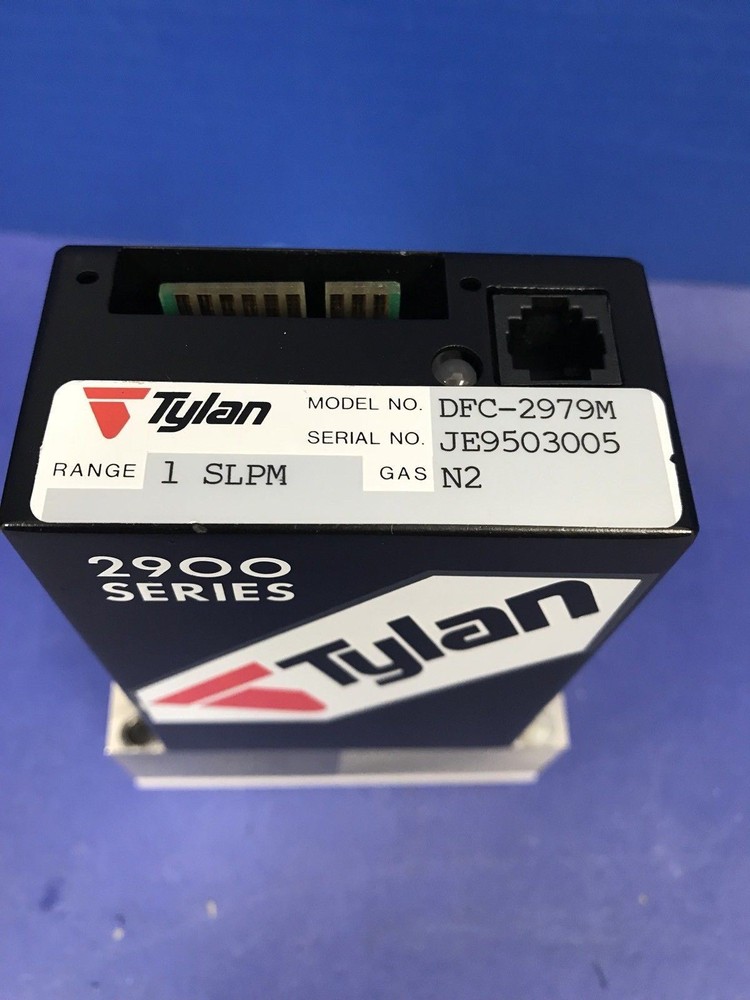 Tylan
MODEL NO. DFC-2979M
SERIAL NO. JE9503005
RANGE 1 SLPM GAS N2
2900
SERIES
Tylan